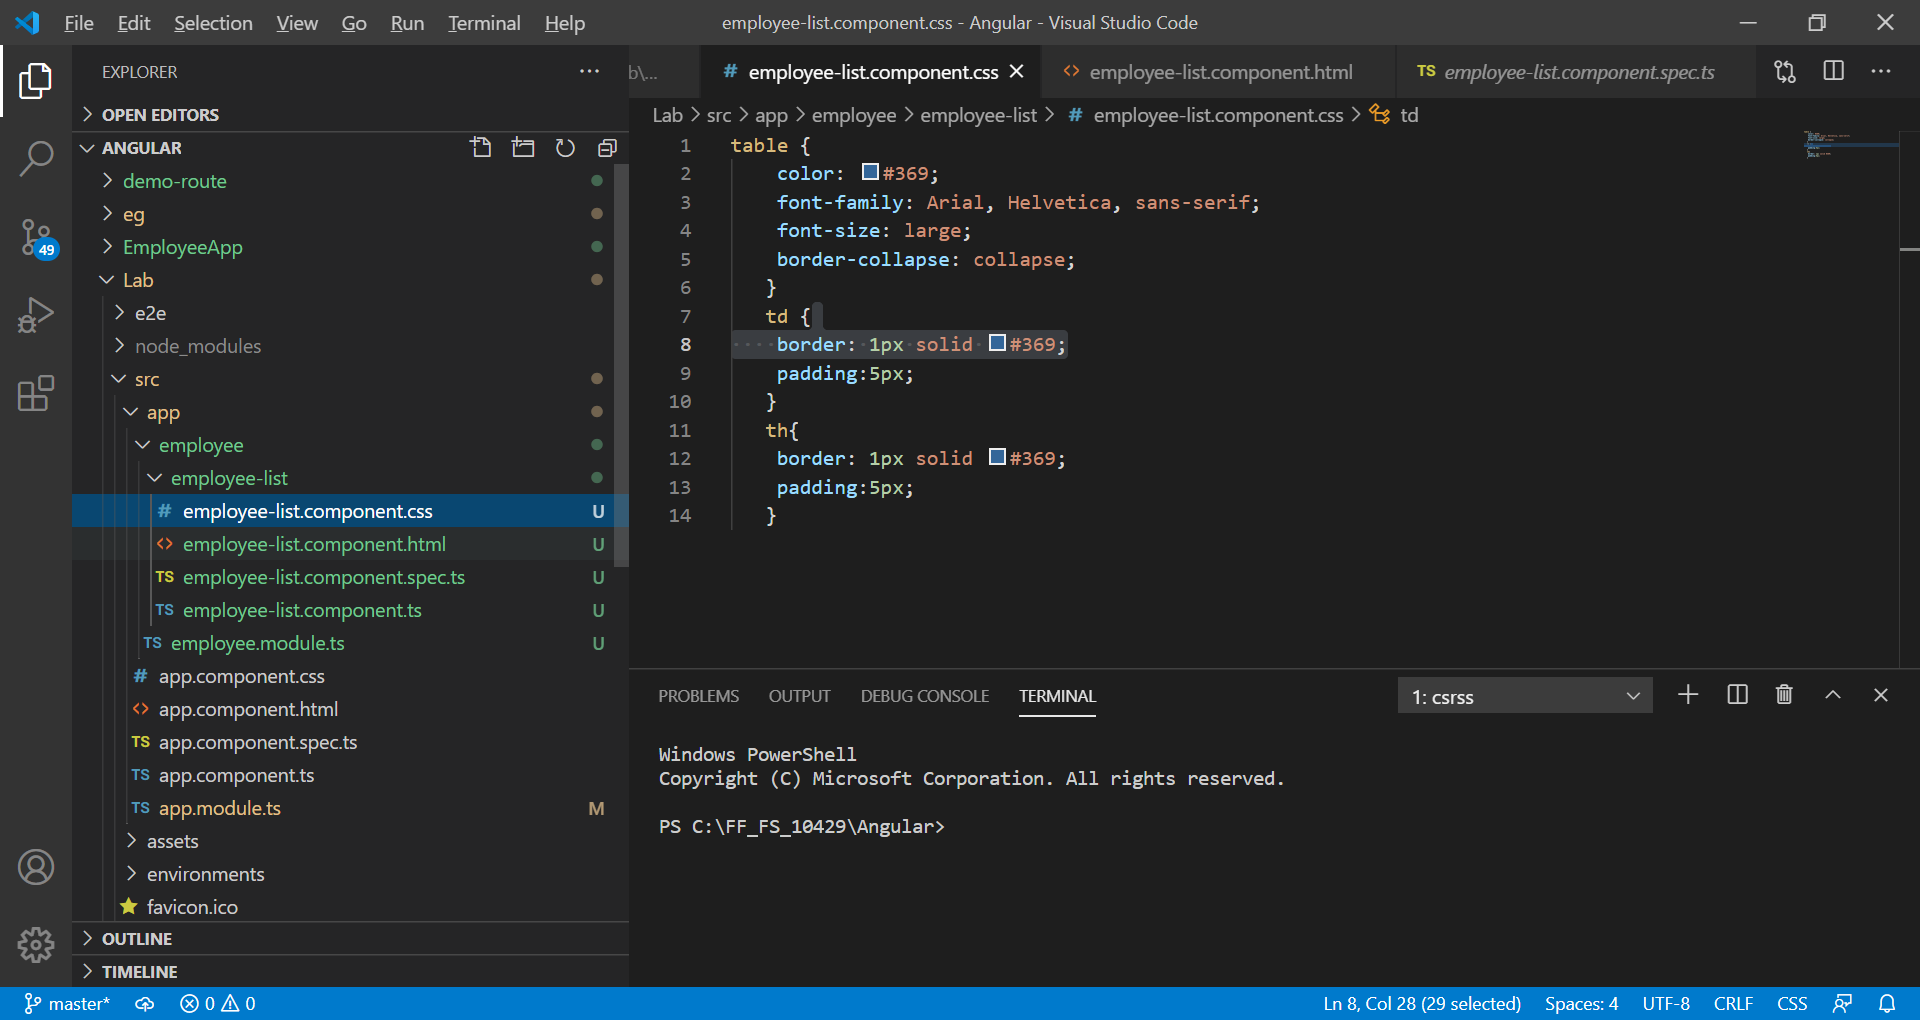 File Edit Selection View Go Run Terminal Help employee-list.component.css - Angular - Visual Studio Code
EXPLORER
b\... # employee-list.component.css <> employee-list.component.html TS employee-list.component.spec.ts
Lab > src > app > employee > employee-list > # employee-list.component.css > td
OPEN EDITORS
ANGULAR
demo-route
eg
EmployeeApp
Lab
e2e
node_modules
src
app
employee
employee-list
# employee-list.component.css U
<> employee-list.component.html U
TS employee-list.component.spec.ts U
TS employee-list.component.ts U
TS employee.module.ts U
# app.component.css
<> app.component.html
TS app.component.spec.ts
TS app.component.ts
TS app.module.ts M
assets
environments
favicon.ico
OUTLINE
TIMELINE
49
1 table {
2 color: #369;
3 font-family: Arial, Helvetica, sans-serif;
4 font-size: large;
5 border-collapse: collapse;
6 }
7 td {
8 border: 1px solid #369;
9 padding:5px;
10 }
11 th{
12 border: 1px solid #369;
13 padding:5px;
14 }
PROBLEMS OUTPUT DEBUG CONSOLE TERMINAL 1: csrss
Windows PowerShell
Copyright (C) Microsoft Corporation. All rights reserved.
PS C:\FF_FS_10429\Angular>
master* 0 0 Ln 8, Col 28 (29 selected) Spaces: 4 UTF-8 CRLF CSS